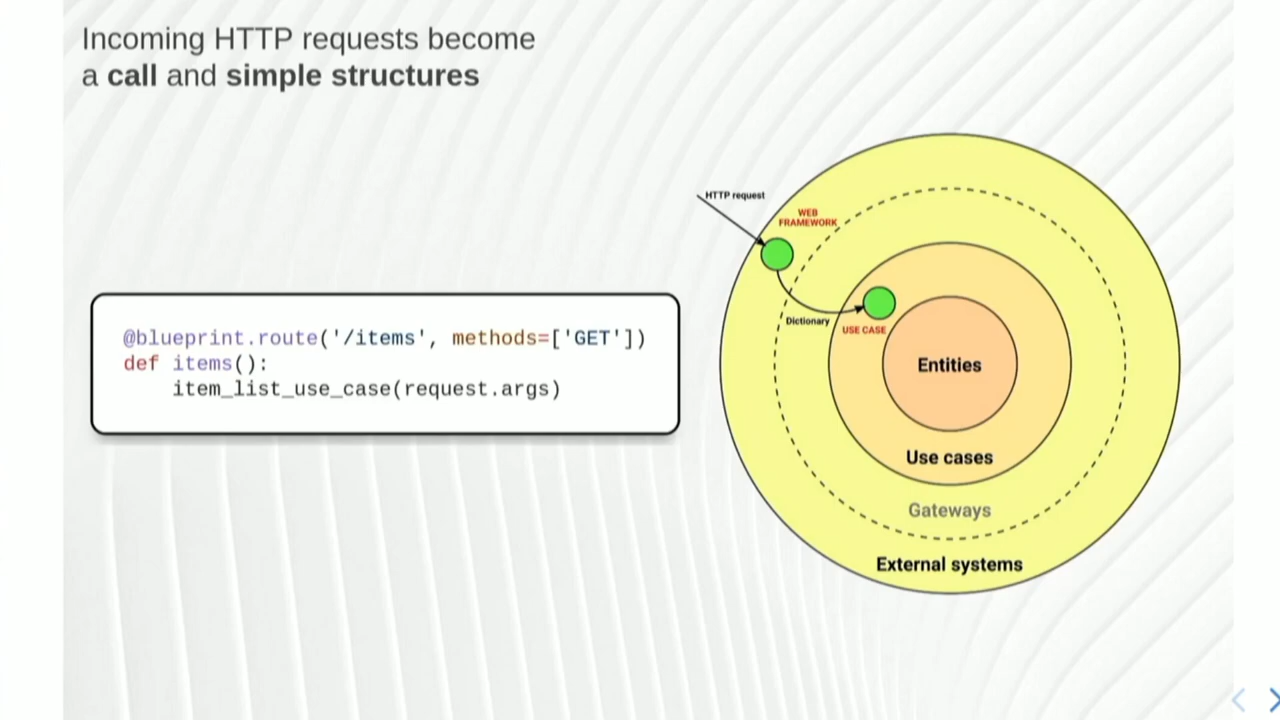 Incoming HTTP requests become
a call and simple structures
@blueprint.route('/items', methods=['GET'])
def items():
    item_list_use_case(request.args)
HTTP request
WEB
FRAMEWORK
Dictionary
USE CASE
Entities
Use cases
Gateways
External systems